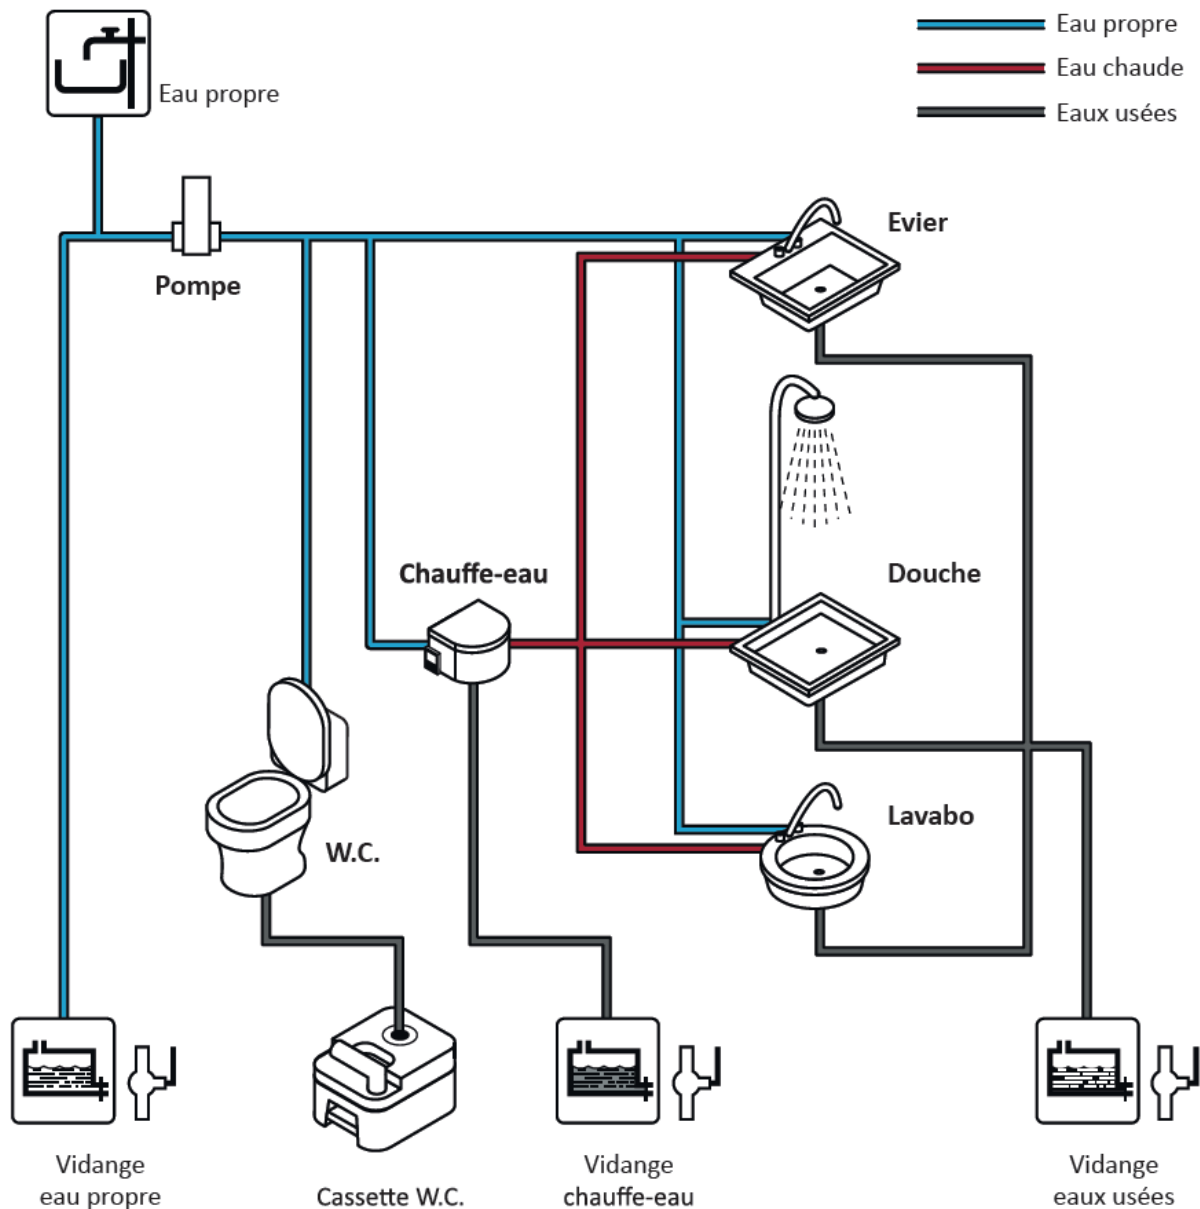 Eau propre
Eau chaude
Eaux usées
Eau propre
Evier
Pompe
Chauffe-eau
Douche
Lavabo
W.C.
Vidange
eau propre
Cassette W.C.
Vidange
chauffe-eau
Vidange
eaux usées